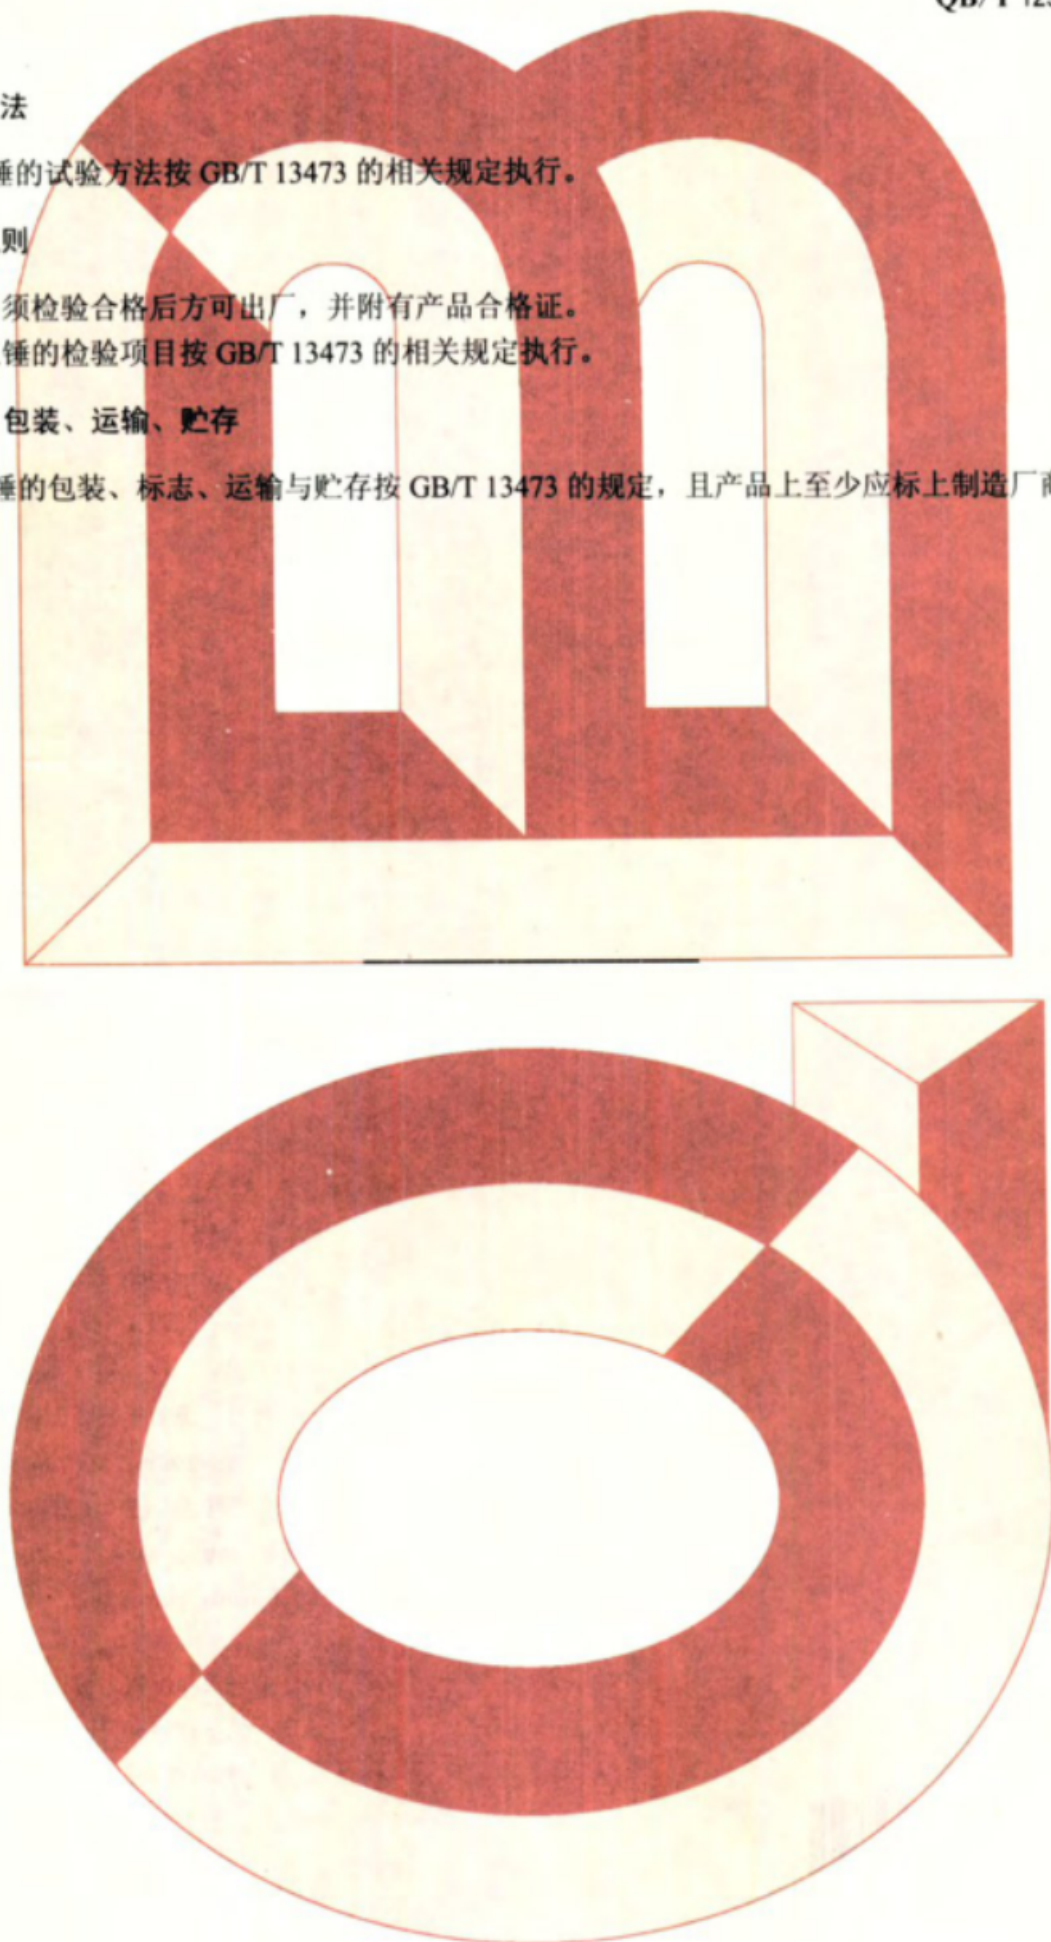 QB/T 129
法
锤的试验方法按 GB/T 13473 的相关规定执行。
则
须检验合格后方可出厂，并附有产品合格证。
锤的检验项目按 GB/T 13473 的相关规定执行。
包装、运输、贮存
锤的包装、标志、运输与贮存按 GB/T 13473 的规定，且产品上至少应标上制造厂商